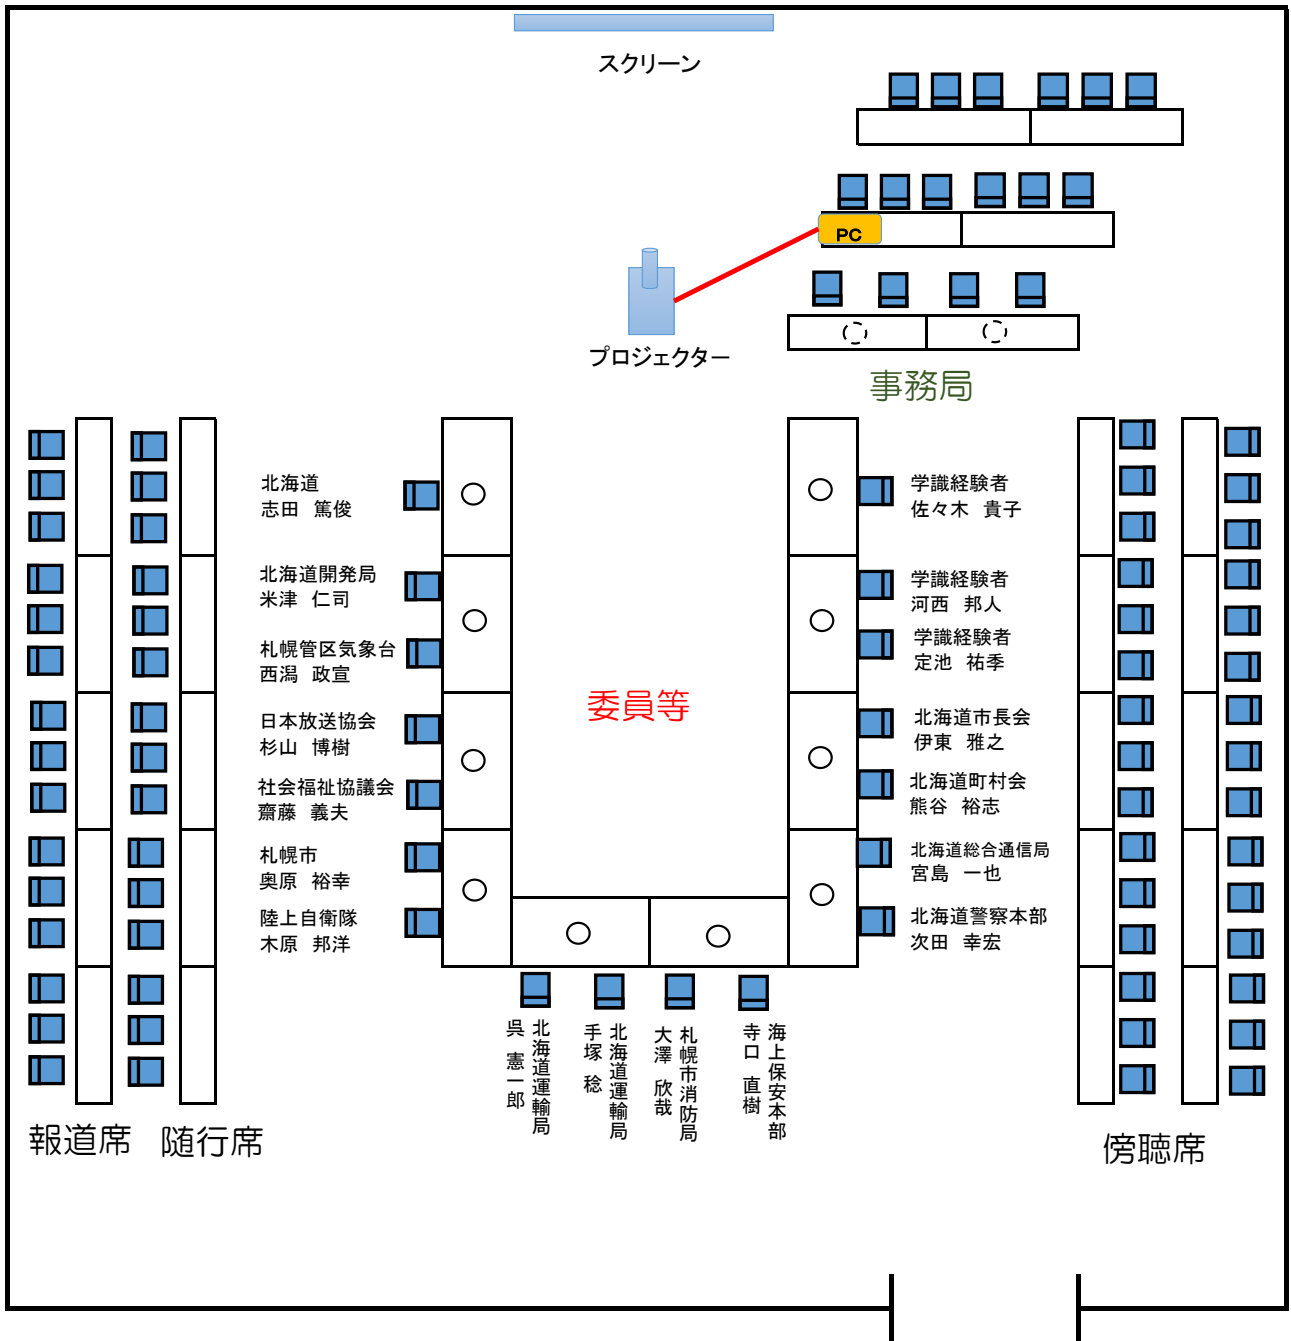 スクリーン
PC
プロジェクター
事務局
北海道
志田 篤俊
北海道開発局
米津 仁司
札幌管区気象台
西潟 政宣
日本放送協会
杉山 博樹
社会福祉協議会
齋藤 義夫
札幌市
奥原 裕幸
陸上自衛隊
木原 邦洋
委員等
学識経験者
佐々木 貴子
学識経験者
河西 邦人
学識経験者
定池 祐季
北海道市長会
伊東 雅之
北海道町村会
熊谷 裕志
北海道総合通信局
宮島 一也
北海道警察本部
次田 幸宏
北海道運輸局
呉 憲一郎
北海道運輸局
手塚 稔
札幌市消防局
大澤 欣哉
海上保安本部
寺口 直樹
報道席
随行席
傍聴席